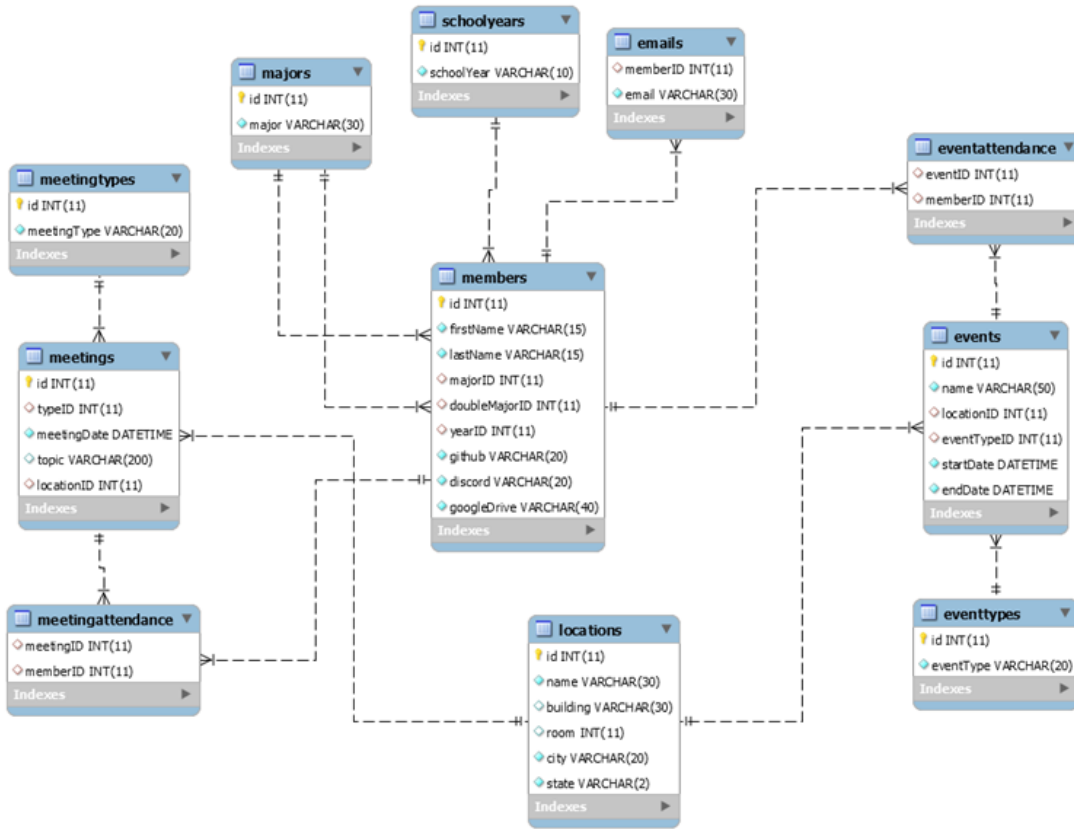 schoolyears
id INT(11)
schoolYear VARCHAR(10)
Indexes
emails
memberID INT(11)
email VARCHAR(30)
Indexes
majors
id INT(11)
major VARCHAR(30)
Indexes
meetingtypes
id INT(11)
meetingType VARCHAR(20)
Indexes
eventattendance
eventID INT(11)
memberID INT(11)
Indexes
members
id INT(11)
firstName VARCHAR(15)
lastName VARCHAR(15)
majorID INT(11)
doubleMajorID INT(11)
yearID INT(11)
github VARCHAR(20)
discord VARCHAR(20)
googleDrive VARCHAR(40)
Indexes
meetings
id INT(11)
typeID INT(11)
meetingDate DATETIME
topic VARCHAR(200)
locationID INT(11)
Indexes
events
id INT(11)
name VARCHAR(50)
locationID INT(11)
eventTypeID INT(11)
startDate DATETIME
endDate DATETIME
Indexes
meetingattendance
meetingID INT(11)
memberID INT(11)
Indexes
locations
id INT(11)
name VARCHAR(30)
building VARCHAR(30)
room INT(11)
city VARCHAR(20)
state VARCHAR(2)
Indexes
eventtypes
id INT(11)
eventType VARCHAR(20)
Indexes